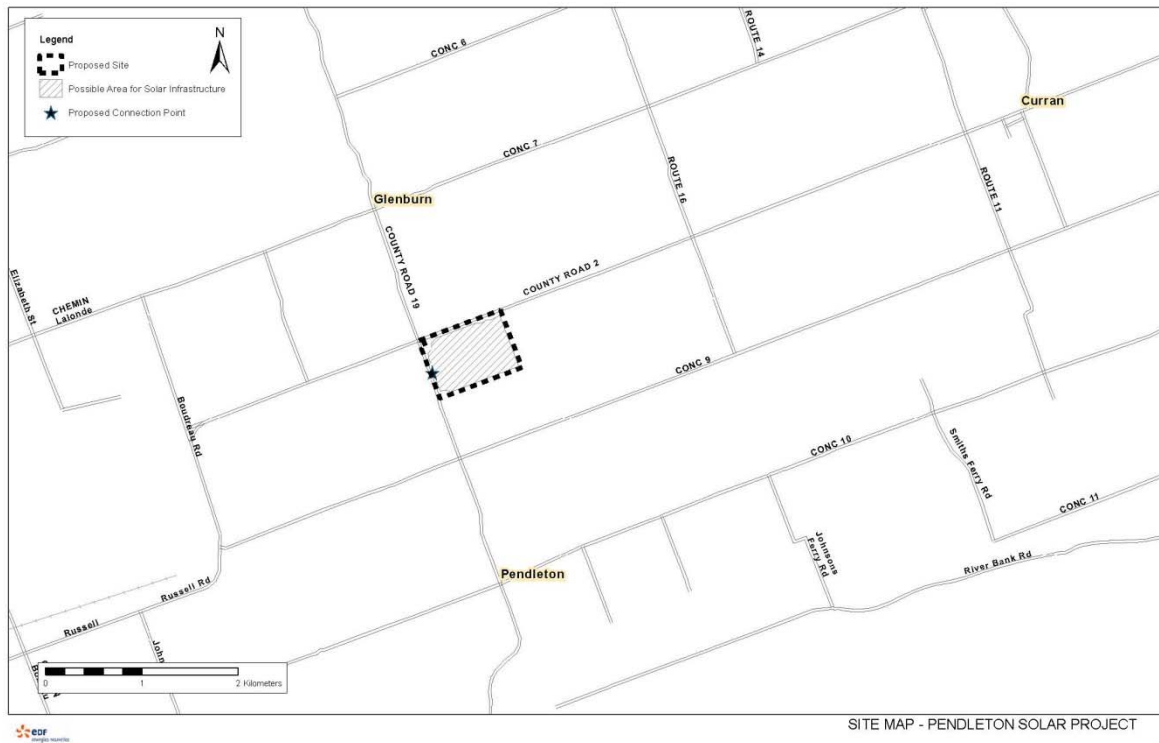 Legend
N
Proposed Site
Possible Area for Solar Infrastructure
Proposed Connection Point
CONC 6
ROUTE 14
Curran
CONC 7
Glenburn
ROUTE 16
ROUTE 11
COUNTY ROAD 19
COUNTY ROAD 2
Elizabeth St
CHEMIN
Lalonde
CONC 9
Boudreau Rd
CONC 10
Smiths Ferry Rd
CONC 11
Johnsons
Ferry Rd
River Bank Rd
Pendleton
Russell Rd
Russell
0 1 2 Kilometers
edf
energies nouvelles
SITE MAP - PENDLETON SOLAR PROJECT